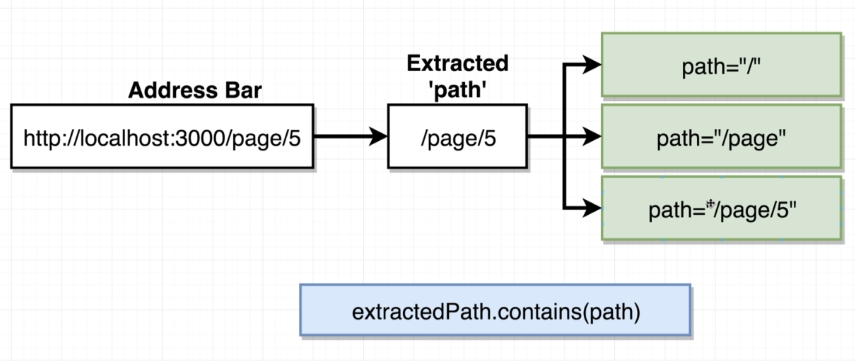 Address Bar
http://localhost:3000/page/5
Extracted
'path'
/page/5
path="/"
path="/page"
path="/page/5"
extractedPath.contains(path)